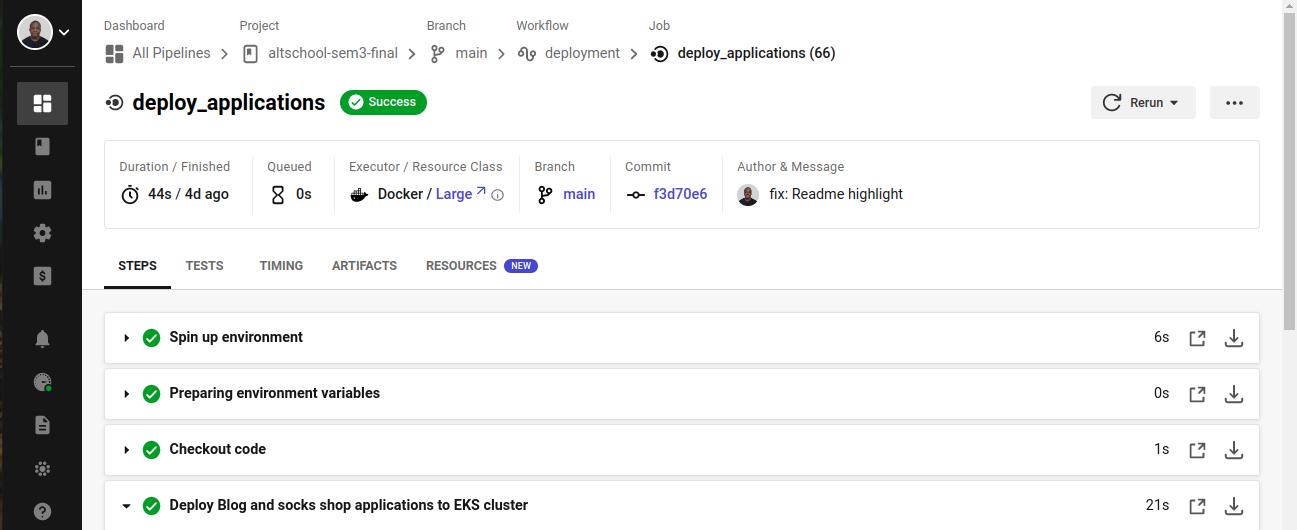 Dashboard Project Branch Workflow Job
All Pipelines altschool-sem3-final main deployment deploy_applications (66)
deploy_applications Success Rerun
Duration / Finished Queued Executor / Resource Class Branch Commit Author & Message
44s / 4d ago 0s Docker / Large main f3d70e6 fix: Readme highlight
STEPS TESTS TIMING ARTIFACTS RESOURCES NEW
Spin up environment 6s
Preparing environment variables 0s
Checkout code 1s
Deploy Blog and socks shop applications to EKS cluster 21s